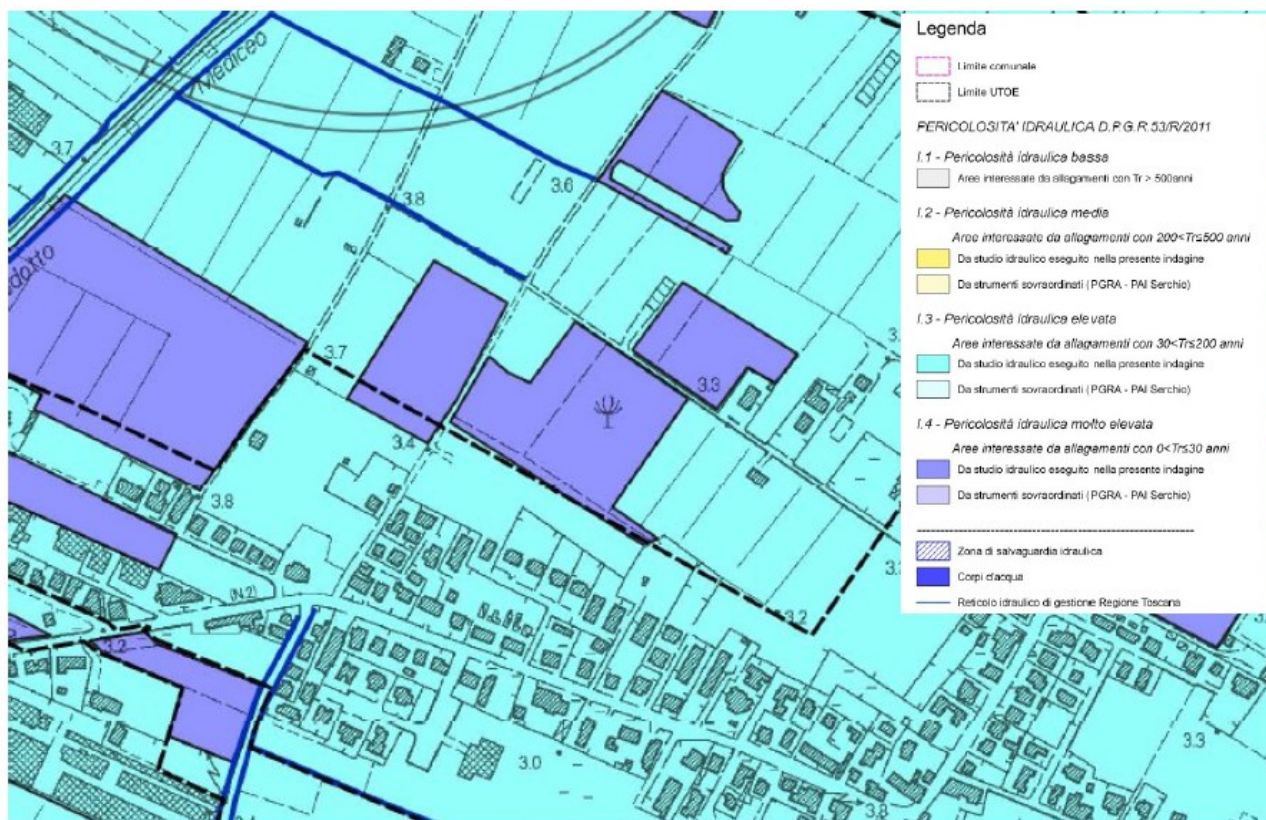 Mediceo
3.7
3.8
3.6
3.7
3.3
3.4
3.8
(N.2)
3.2
3.2
3.0
3.3
3.8
Legenda
Limite comunale
Limite UTOE
PERICOLOSITA' IDRAULICA D.P.G.R.53/R/2011
I.1 - Pericolosità idraulica bassa
Aree interessate da allagamenti con Tr > 500anni
I.2 - Pericolosità idraulica media
Aree interessate da allagamenti con 200<Tr≤500 anni
Da studio idraulico eseguito nella presente indagine
Da strumenti sovraordinati (PGRA - PAI Serchio)
I.3 - Pericolosità idraulica elevata
Aree interessate da allagamenti con 30<Tr≤200 anni
Da studio idraulico eseguito nella presente indagine
Da strumenti sovraordinati (PGRA - PAI Serchio)
I.4 - Pericolosità idraulica molto elevata
Aree interessate da allagamenti con 0<Tr≤30 anni
Da studio idraulico eseguito nella presente indagine
Da strumenti sovraordinati (PGRA - PAI Serchio)
Zona di salvaguardia idraulica
Corpi d'acqua
Reticolo idraulico di gestione Regione Toscana